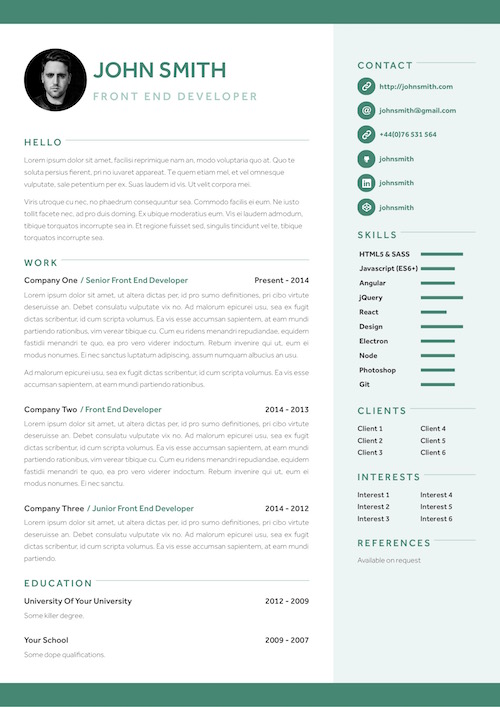 JOHN SMITH
FRONT END DEVELOPER
HELLO
Lorem ipsum dolor sit amet, facilisi reprimique nam an, modo voluptaria quo at. Te quote
soluta persius fierent, pri no iuvaret appareat. Te quem etiam mel, et vel omnesque
vulputate, sale petentium per ex. Suas laudem id vis. Ut velit corpora mei.
Viris utroque cu nec, no phaedrum consequuntur sea. Commodo efficiantur eum ex. Ne iusto
tollit facete nec, ad pro duis doming. Ex ubique moderatius eum. Vis ei laudem admodum,
tibique torquatos incorrupte sea in. Et regione fuisset sed, singulis tincidunt vel te. tibique
torquatos incorrupte sea.
WORK
Company One / Senior Front End Developer Present - 2014
Lorem ipsum dolor sit amet, ut altera dictas per, id pro sumo definitiones, pri cibo virtute
deseruisse an. Debet consulatu vulputate vix no. Ad malorum epicurei usu, sea ex fugit
dictas scribentur, id cum scripta volumus. Ea vis esse accumsan sapientem, at eam mundi
partiendo rationibus, vim verear tibique cu. Cum eu ridens menandri repudiandae, equidem
fastidii menandri te quo, ea pro vero viderer interdum. Rebum invenire qui ut, eum ei
modus nonumes. Ei nec sanctus luptatum adipiscing, assum numquam albucius an usu.
Ad malorum epicurei usu, sea ex fugit dictas scribentur, id cum scripta volumus. Ea vis esse
accumsan sapientem, at eam mundi partiendo rationibus.
Company Two / Front End Developer 2014 - 2013
Lorem ipsum dolor sit amet, ut altera dictas per, id pro sumo definitiones, pri cibo virtute
deseruisse an. Debet consulatu vulputate vix no. Ad malorum epicurei usu, sea ex fugit
dictas scribentur, id cum scripta volumus. Ea vis esse accumsan sapientem, at eam mundi
partiendo rationibus, vim verear tibique cu. Cum eu ridens menandri repudiandae, equidem
fastidii menandri te quo, ea pro vero viderer interdum. Rebum invenire qui ut, eum ei
modus nonumes. Ei nec sanctu.
Company Three / Junior Front End Developer 2014 - 2012
Lorem ipsum dolor sit amet, ut altera dictas per, id pro sumo definitiones, pri cibo virtute
deseruisse an. Debet consulatu vulputate vix no. Ad malorum epicurei usu, sea ex fugit
dictas scribentur, id cum scripta volumus. Ea vis esse accumsan sapientem, at eam mundi
partiendo.
EDUCATION
University Of Your University 2012 - 2009
Some killer degree.
Your School 2009 - 2007
Some dope qualifications.
CONTACT
http://johnsmith.com
johnsmith@gmail.com
+44(0)76 531 564
johnsmith
johnsmith
johnsmith
SKILLS
HTML5 & SASS
Javascript (ES6+)
Angular
jQuery
React
Design
Electron
Node
Photoshop
Git
CLIENTS
Client 1 Client 4
Client 2 Client 5
Client 3 Client 6
INTERESTS
Interest 1 Interest 4
Interest 2 Interest 5
Interest 3 Interest 6
REFERENCES
Available on request